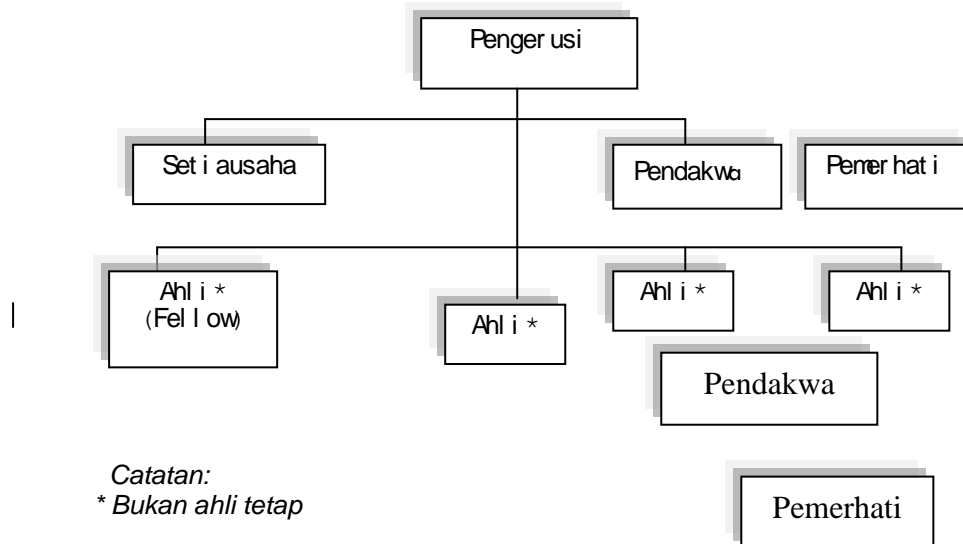 Pengerusi
Setiausaha
Pendakwa
Pemerhati
Ahli *
(Fellow)
Ahli *
Ahli *
Ahli *
Pendakwa
Catatan:
* Bukan ahli tetap
Pemerhati